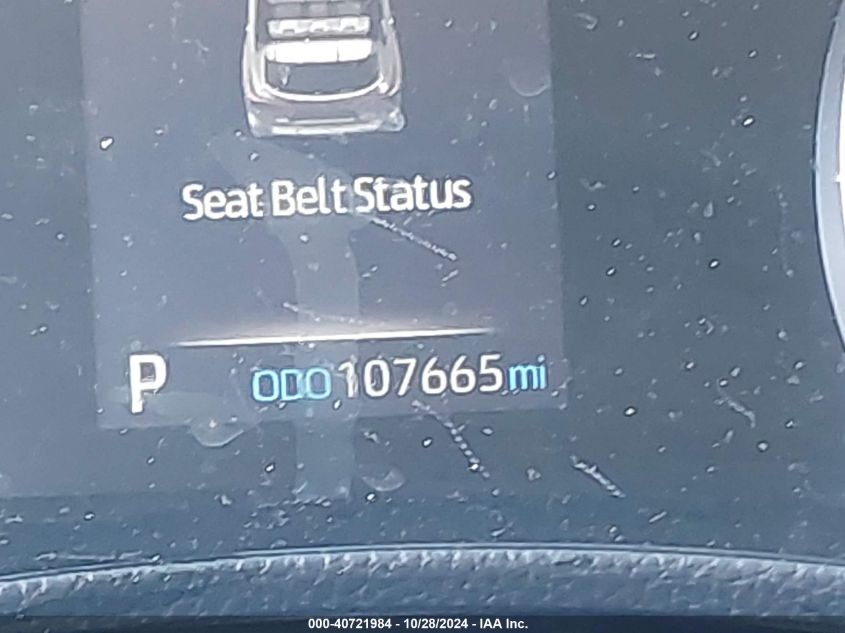 Seat Belt Status
P ODO 107665 mi
000-40721984 - 10/28/2024 - IAA Inc.